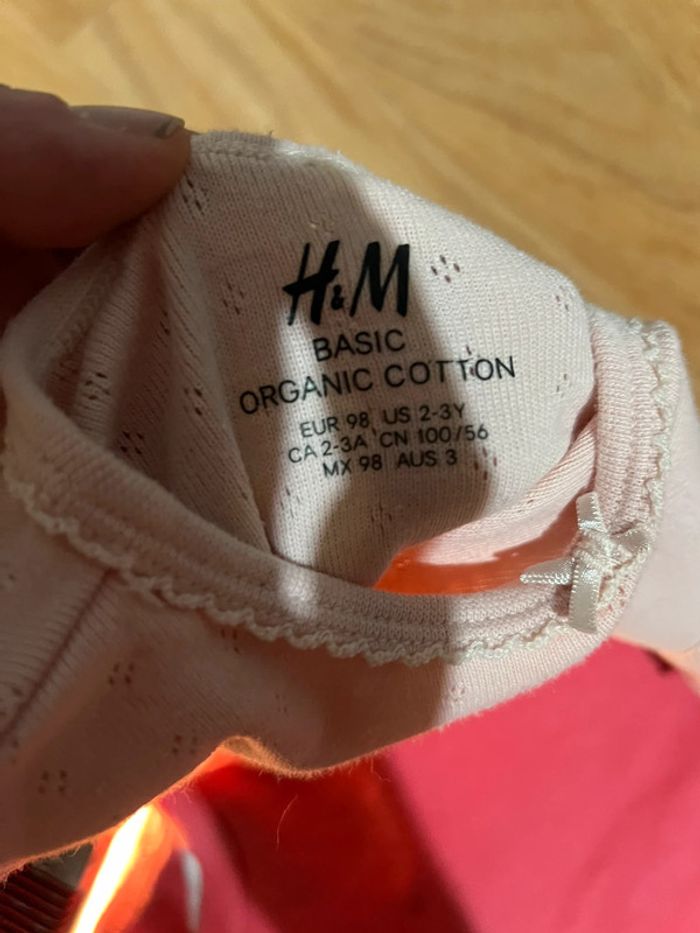 H&M
BASIC
ORGANIC COTTON
EUR 98 US 2-3Y
CA 2-3A CN 100/56
MX 98 AUS 3